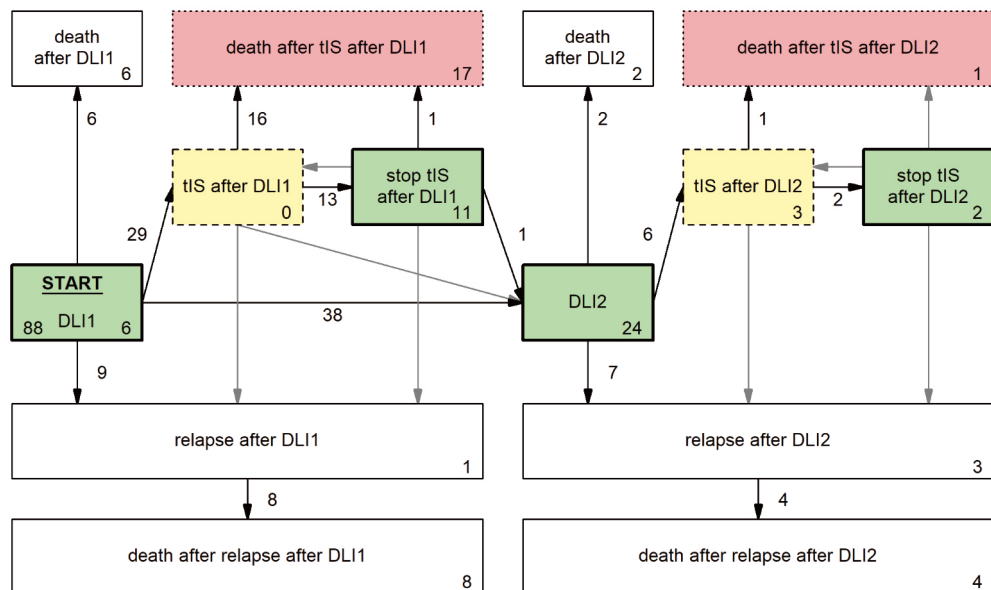 death
after DLI1
6
death after tIS after DLI1
17
death
after DLI2
2
death after tIS after DLI2
1
6
16
1
2
1
tIS after DLI1
0
13
stop tIS
after DLI1
11
tIS after DLI2
3
2
stop tIS
after DLI2
2
29
1
6
START
88
DLI1
6
38
DLI2
24
9
7
relapse after DLI1
1
relapse after DLI2
3
8
4
death after relapse after DLI1
8
death after relapse after DLI2
4